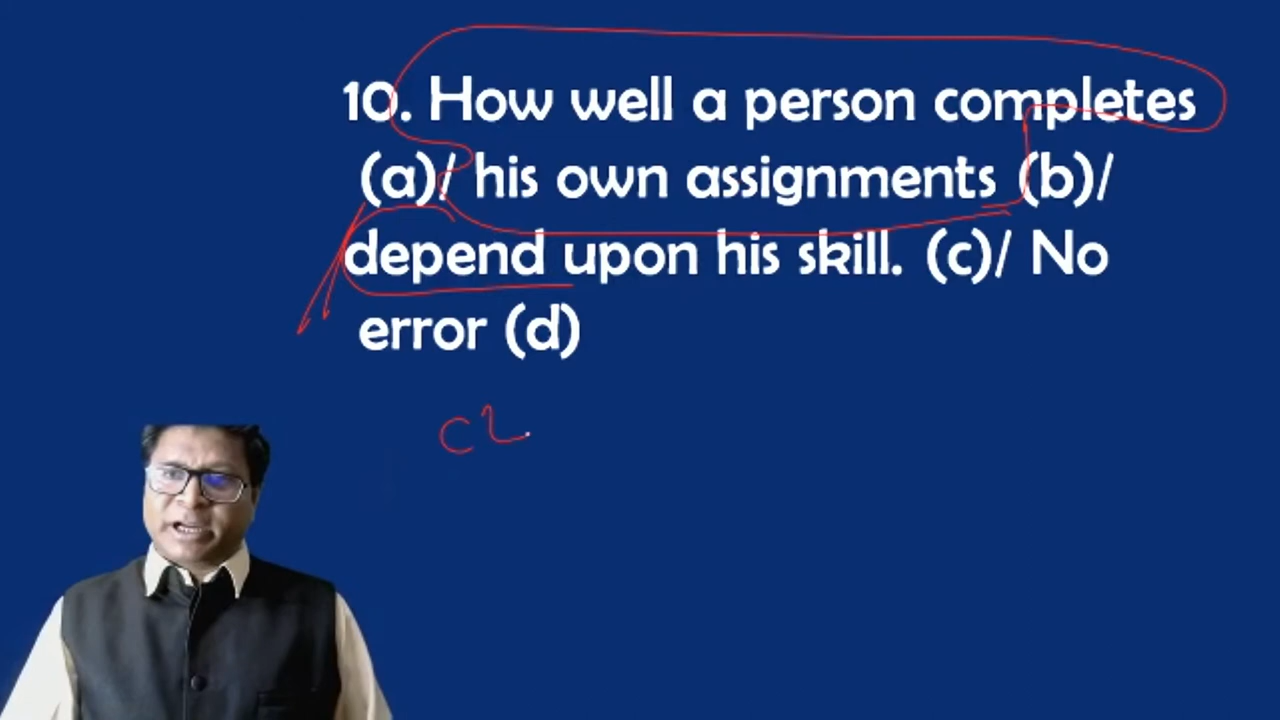 10. How well a person completes
(a)/ his own assignments (b)/
depend upon his skill. (c)/ No
error (d)